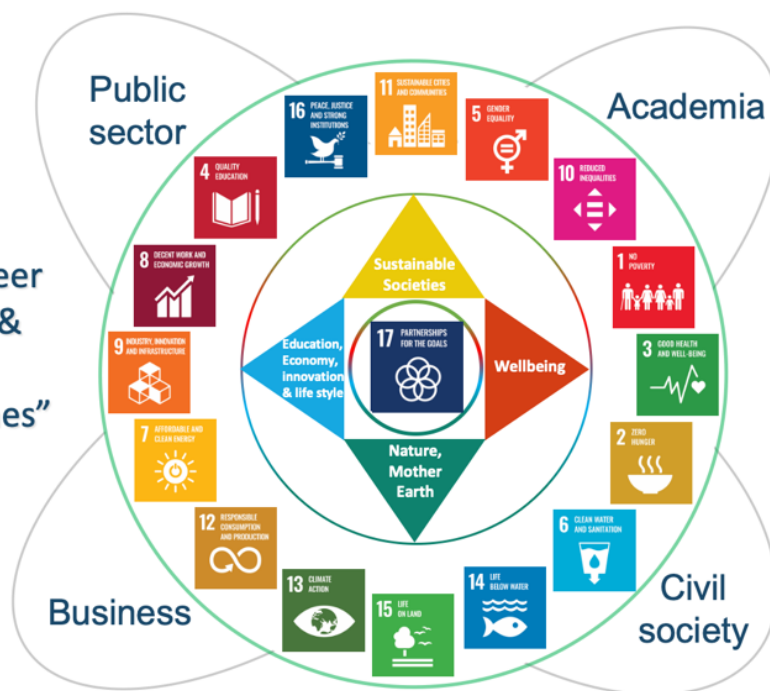 Public
sector
Academia
eer
&
es”
Business
Civil
society
11 SUSTAINABLE CITIES
AND COMMUNITIES
5 GENDER
EQUALITY
10 REDUCED
INEQUALITIES
1 NO
POVERTY
3 GOOD HEALTH
AND WELL-BEING
2 ZERO
HUNGER
6 CLEAN WATER
AND SANITATION
14 LIFE
BELOW WATER
15 LIFE
ON LAND
13 CLIMATE
ACTION
12 RESPONSIBLE
CONSUMPTION
AND PRODUCTION
7 AFFORDABLE AND
CLEAN ENERGY
9 INDUSTRY, INNOVATION
AND INFRASTRUCTURE
8 DECENT WORK AND
ECONOMIC GROWTH
4 QUALITY
EDUCATION
16 PEACE, JUSTICE
AND STRONG
INSTITUTIONS
Sustainable
Societies
Education,
Economy,
innovation
& life style
17 PARTNERSHIPS
FOR THE GOALS
Wellbeing
Nature,
Mother
Earth